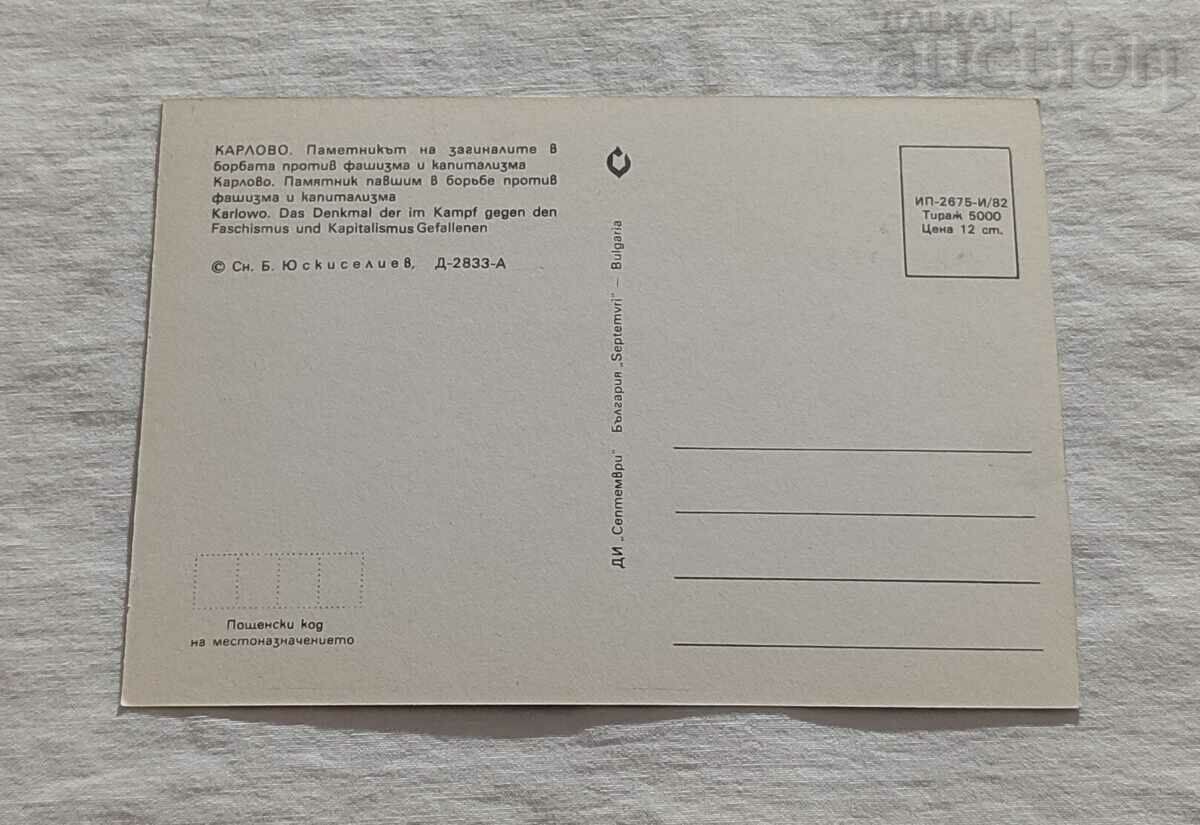 КАРЛОВО. Паметникът на загиналите в
борбата против фашизма и капитализма
Карлово. Памятник павшим в борьбе против
фашизма и капитализма
Karlowo. Das Denkmal der im Kampf gegen den
Faschismus und Kapitalismus Gefallenen
© Сн. Б. Юскиселиев, Д-2833-А
ДИ „Септември" България „Septemvri" — Bulgaria
ИП-2675-И/82
Тираж 5000
Цена 12 ст.
Пощенски код
на местоназначението
BALKAN
auction